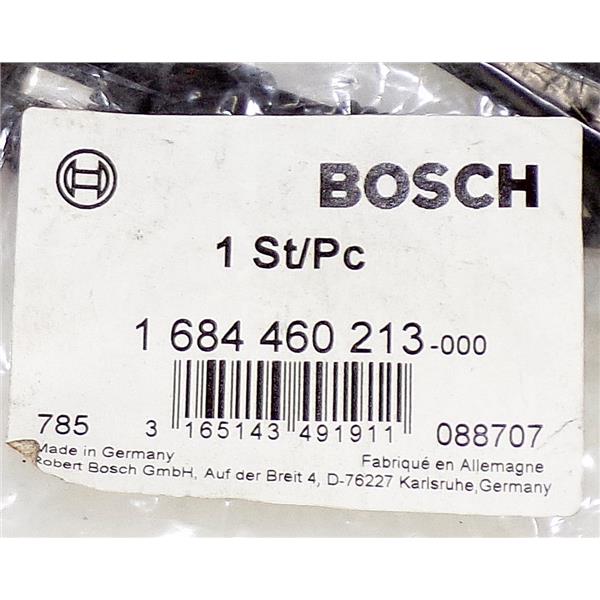 BOSCH
1 St/Pc
1 684 460 213-000
785 3 165143 491911 088707
Made in Germany Fabriqué en Allemagne
Robert Bosch GmbH, Auf der Breit 4, D-76227 Karlsruhe,Germany